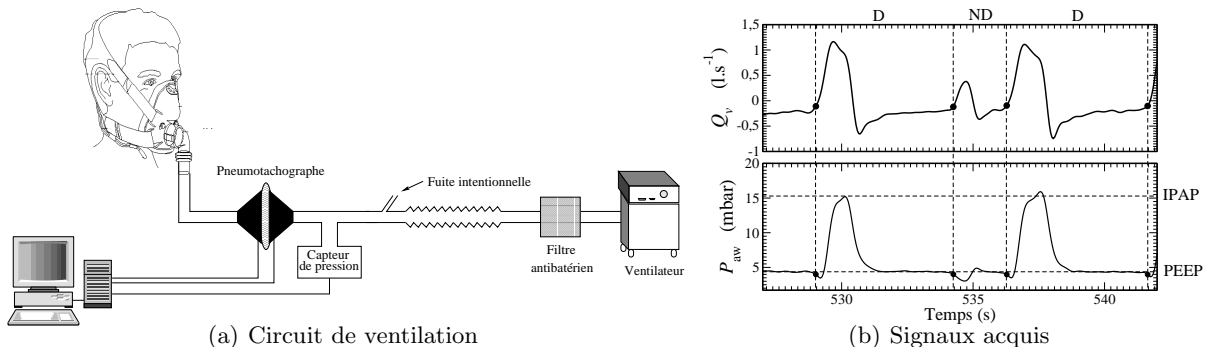 Pneumotachographe
Fuite intentionnelle
Capteur
de pression
Filtre
antibatérien
Ventilateur
(a) Circuit de ventilation
D ND D
1,5
1
0,5
0
-0,5
-1
Q_v (l.s⁻¹)
20
15
10
5
P_aw (mbar)
IPAP
PEEP
530 535 540
Temps (s)
(b) Signaux acquis